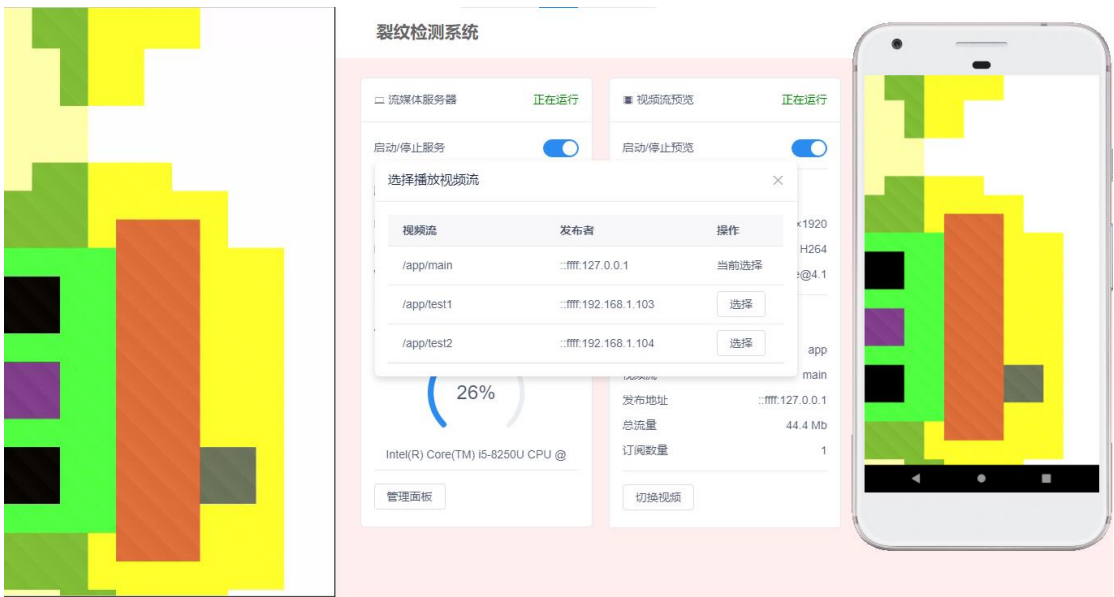 裂纹检测系统
流媒体服务器 正在运行
视频流预览 正在运行
启动/停止服务
启动/停止预览
选择播放视频流 ×
视频流 发布者 操作
/app/main ::ffff:127.0.0.1 当前选择
/app/test1 ::ffff:192.168.1.103 选择
/app/test2 ::ffff:192.168.1.104 选择
×1920
H264
@4.1
app
main
26%
发布地址 ::ffff:127.0.0.1
总流量 44.4 Mb
订阅数量 1
Intel(R) Core(TM) i5-8250U CPU @
管理面板
切换视频